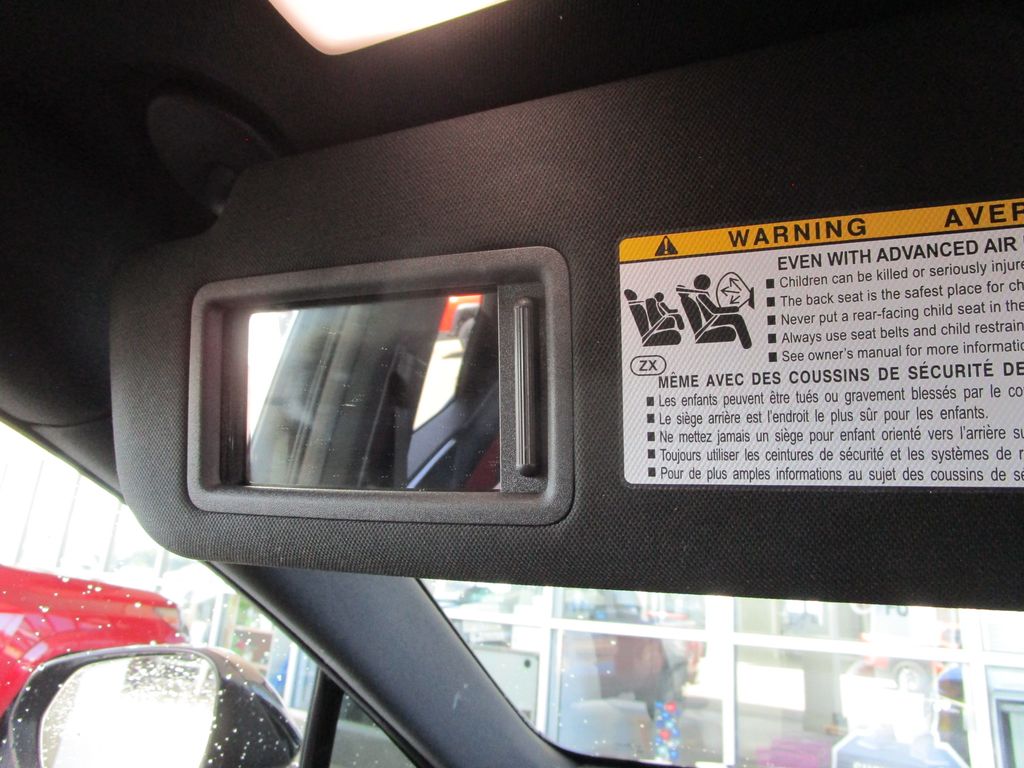 WARNING AVER
EVEN WITH ADVANCED AIR
Children can be killed or seriously injure
The back seat is the safest place for ch
Never put a rear-facing child seat in the
Always use seat belts and child restrain
See owner's manual for more informatio
ZX
MÊME AVEC DES COUSSINS DE SÉCURITÉ DE
Les enfants peuvent être tués ou gravement blessés par le co
Le siège arrière est l'endroit le plus sûr pour les enfants.
Ne mettez jamais un siège pour enfant orienté vers l'arrière su
Toujours utiliser les ceintures de sécurité et les systèmes de r
Pour de plus amples informations au sujet des coussins de sé